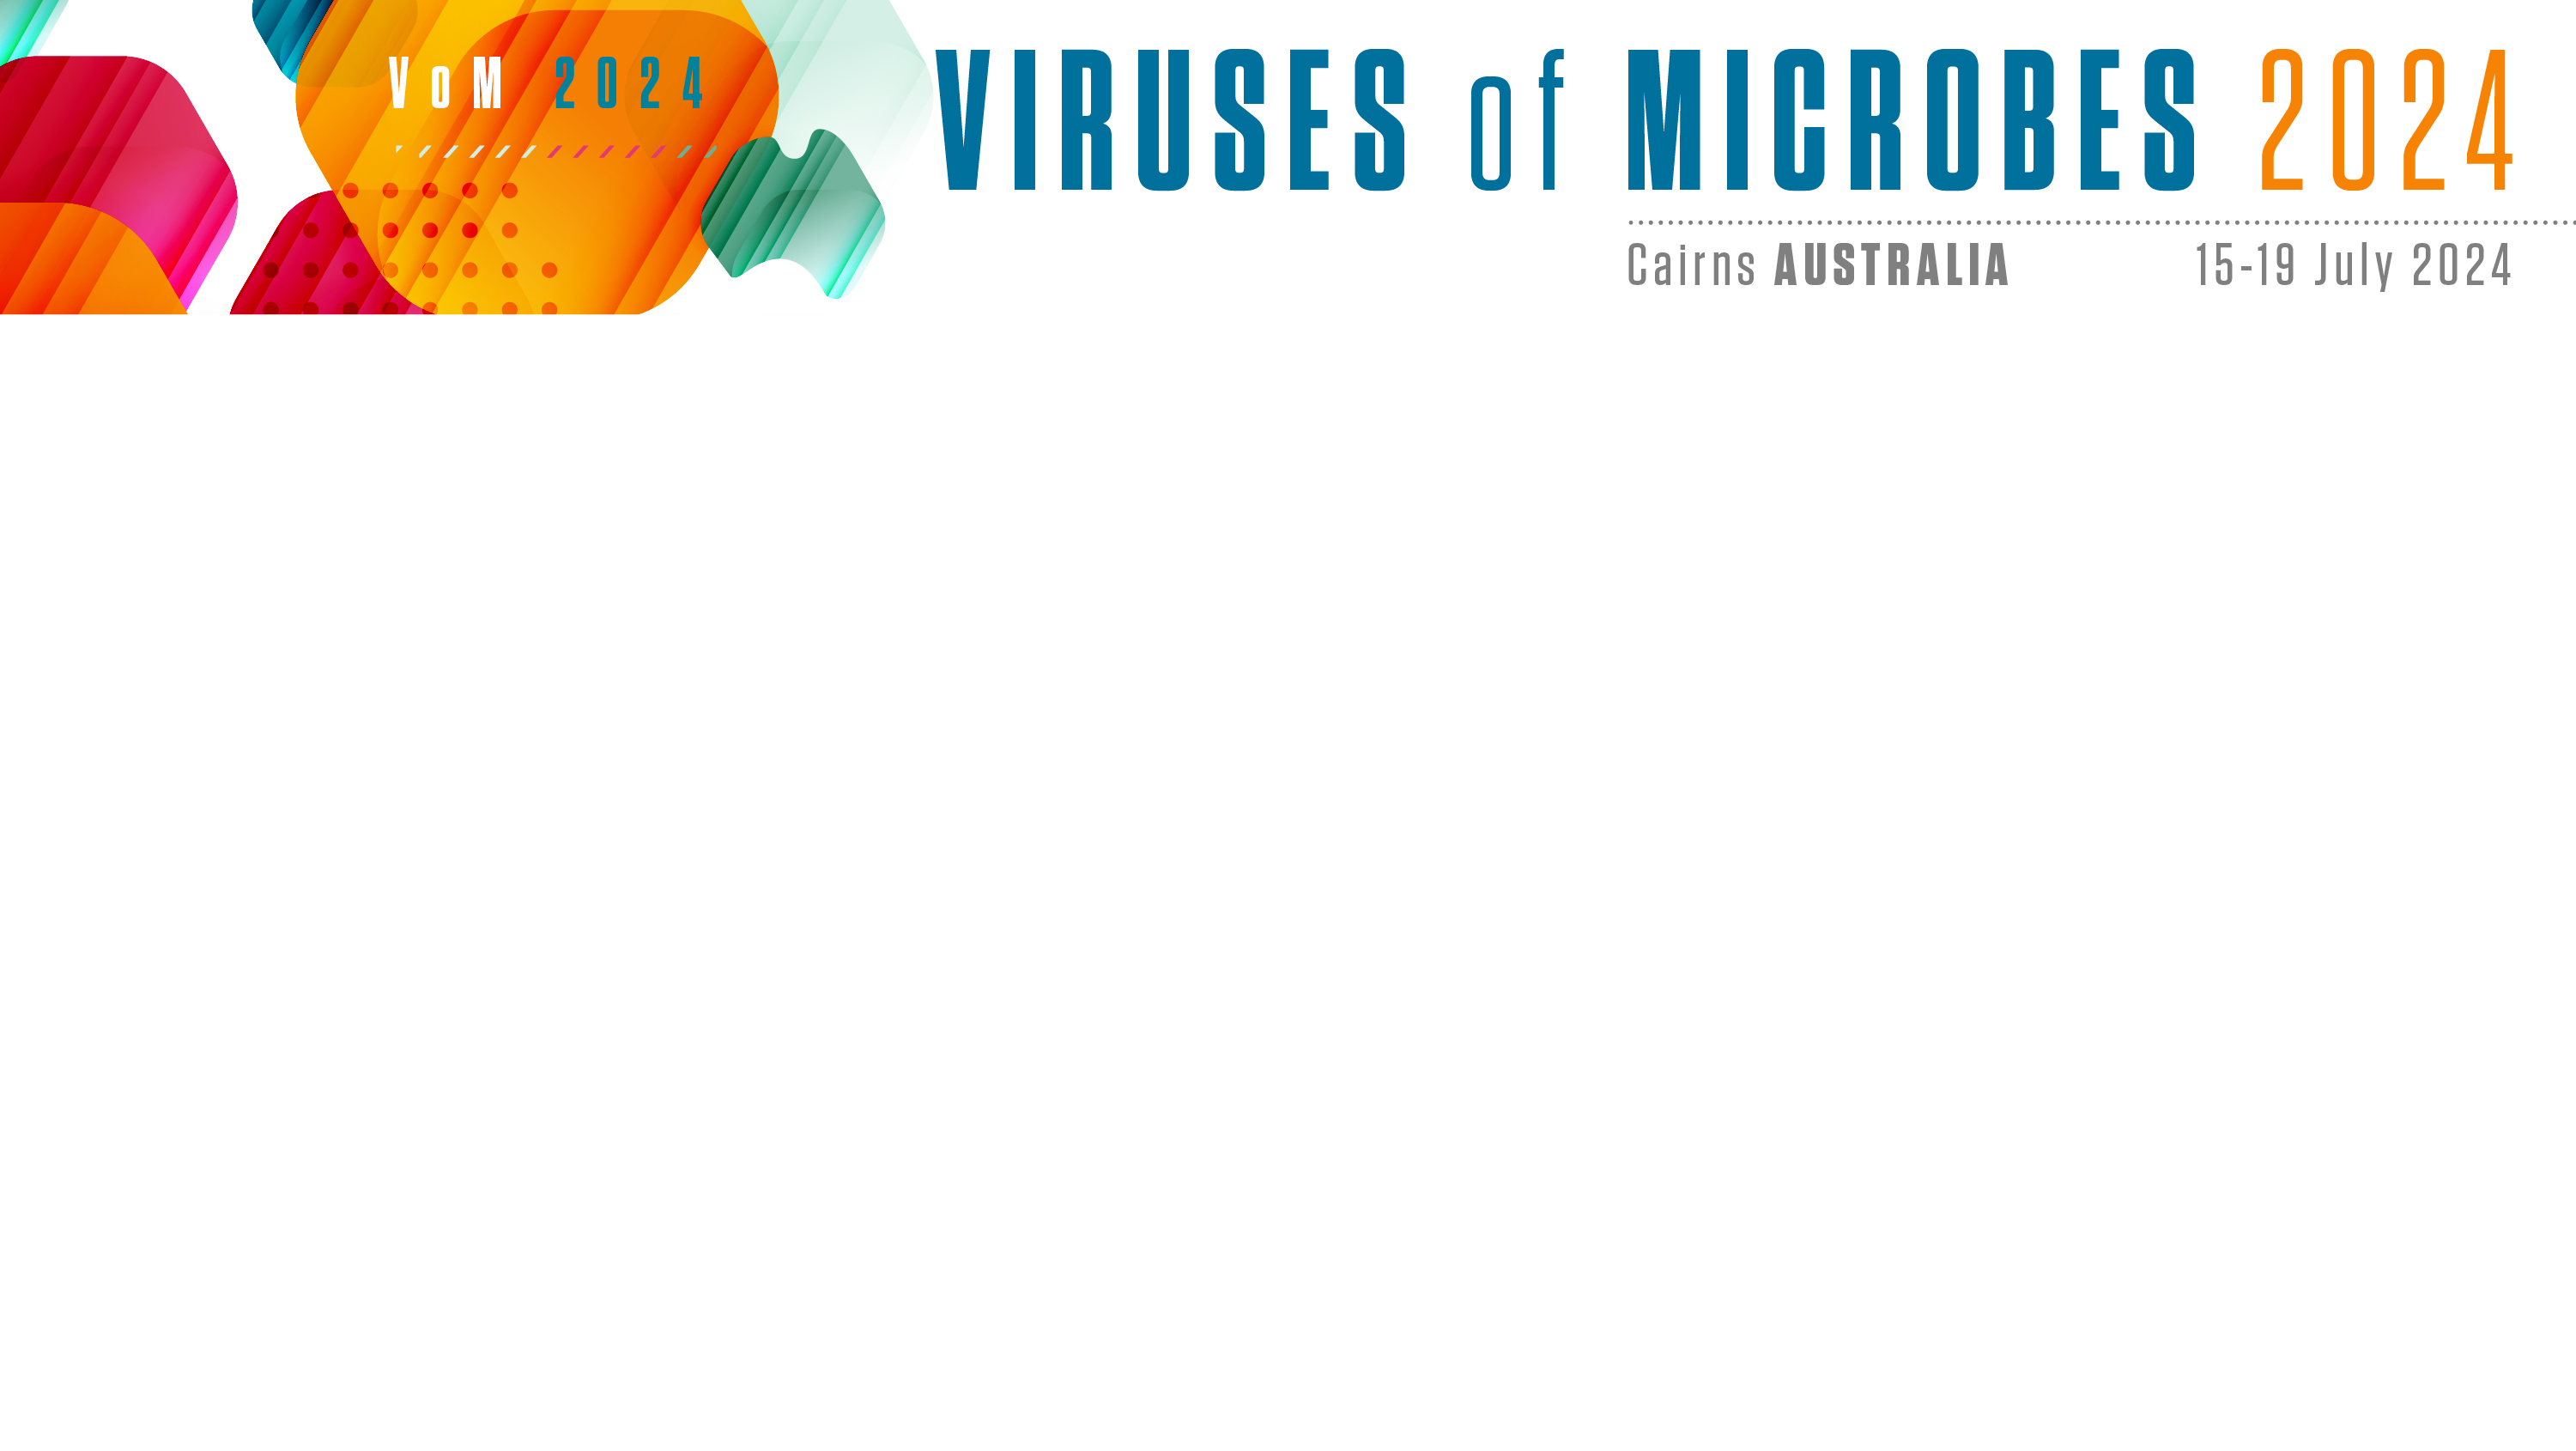 VoM 2024
VIRUSES of MICROBES 2024
Cairns AUSTRALIA
15-19 July 2024